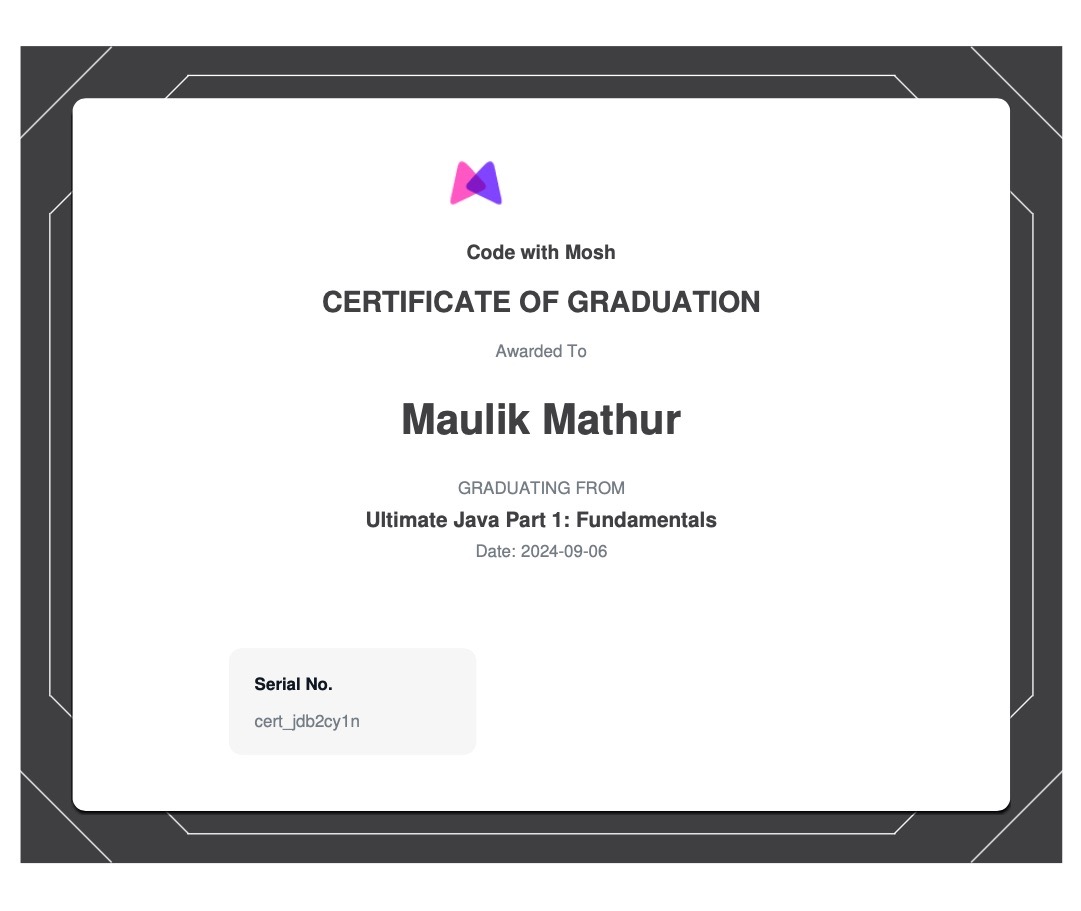 Code with Mosh
CERTIFICATE OF GRADUATION
Awarded To
Maulik Mathur
GRADUATING FROM
Ultimate Java Part 1: Fundamentals
Date: 2024-09-06
Serial No.
cert_jdb2cy1n